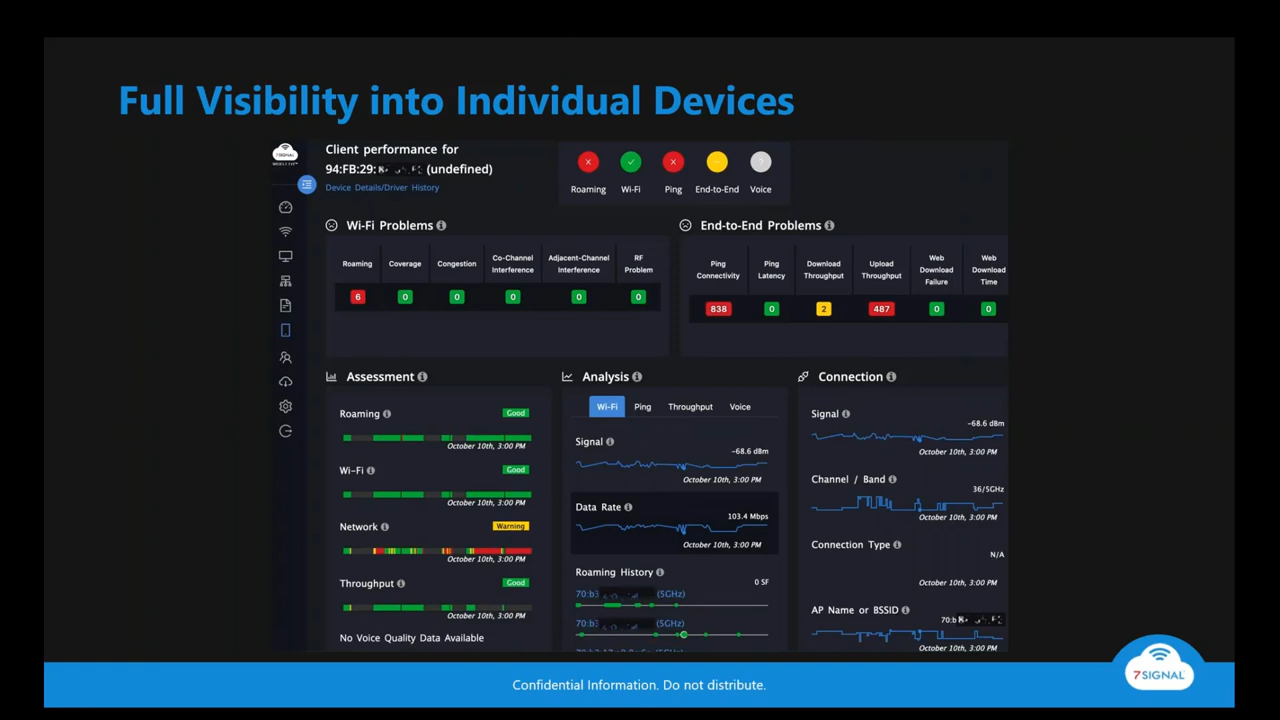 Full Visibility into Individual Devices
7SIGNAL
Client performance for
94:FB:29: (undefined)
Device Details/Driver History
Roaming
Wi-Fi
Ping
End-to-End
Voice
Wi-Fi Problems
Roaming
Coverage
Congestion
Co-Channel
Interference
Adjacent-Channel
Interference
RF
Problem
6
0
0
0
0
0
End-to-End Problems
Ping
Connectivity
Ping
Latency
Download
Throughput
Upload
Throughput
Web
Download
Failure
Web
Download
Time
838
0
2
487
0
0
Assessment
Roaming
Good
October 10th, 3:00 PM
Wi-Fi
Good
October 10th, 3:00 PM
Network
Warning
October 10th, 3:00 PM
Throughput
Good
October 10th, 3:00 PM
No Voice Quality Data Available
Analysis
Wi-Fi
Ping
Throughput
Voice
Signal
-68.6 dBm
October 10th, 3:00 PM
Data Rate
103.4 Mbps
October 10th, 3:00 PM
Roaming History
0 SF
70:b3 (5GHz)
70:b3 (5GHz)
Connection
Signal
-68.6 dBm
October 10th, 3:00 PM
Channel / Band
36/5GHz
October 10th, 3:00 PM
Connection Type
N/A
October 10th, 3:00 PM
AP Name or BSSID
70:b
October 10th, 3:00 PM
Confidential Information. Do not distribute.
7SIGNAL